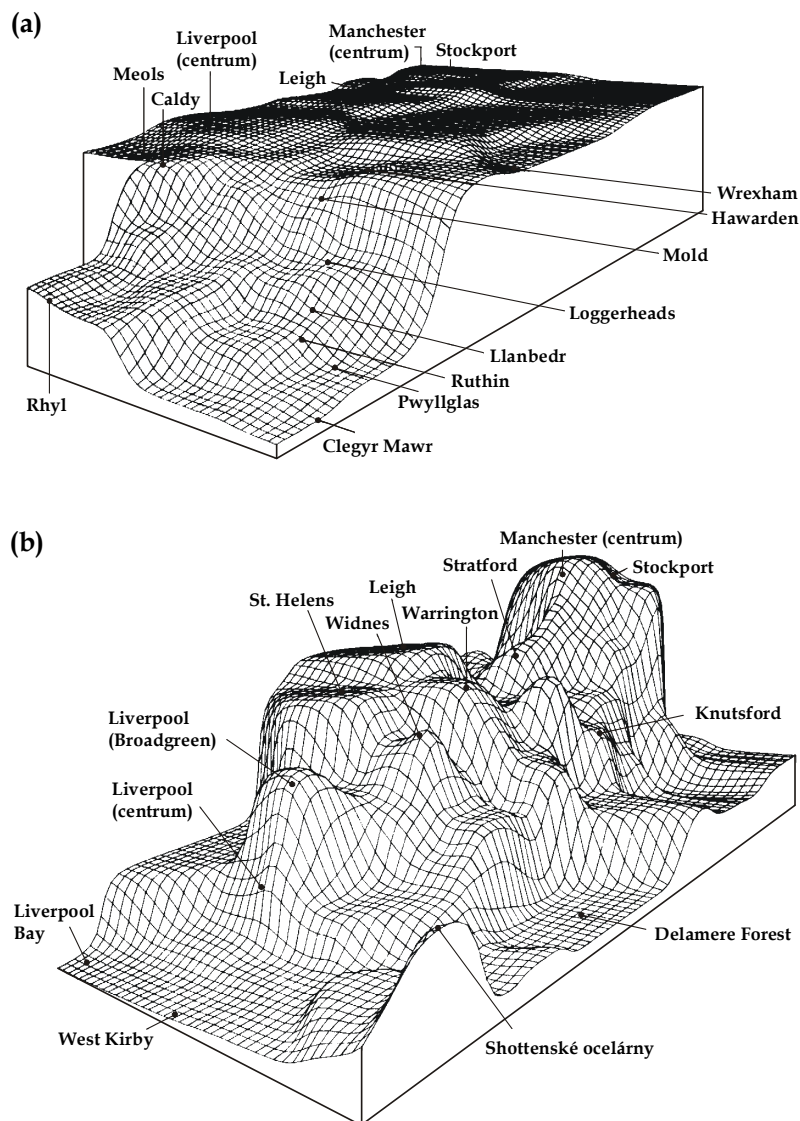 (a)
Manchester
(centrum)
Liverpool
(centrum)
Stockport
Meols
Leigh
Caldy
Wrexham
Hawarden
Mold
Loggerheads
Llanbedr
Ruthin
Pwyllglas
Rhyl
Clegyr Mawr
(b)
Manchester (centrum)
Stratford
Stockport
Leigh
St. Helens
Warrington
Widnes
Knutsford
Liverpool
(Broadgreen)
Liverpool
(centrum)
Liverpool
Bay
Delamere Forest
West Kirby
Shottenské ocelárny